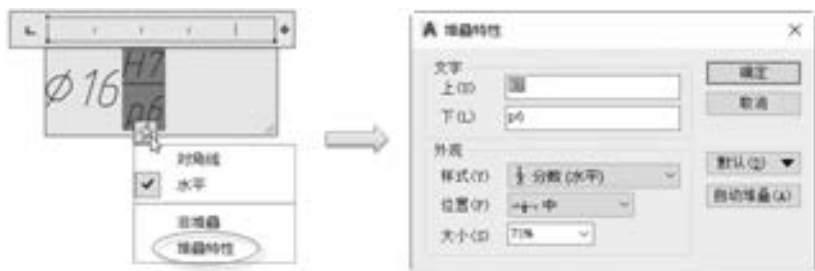 Ø16 H7
p6
对角线
水平
非堆叠
堆叠特性
堆叠特性
文字
上(U)
下(L) p6
外观
样式(Y) 分数 (水平)
位置(P) 中
大小(S)
确定
取消
默认(D)
自动堆叠(A)